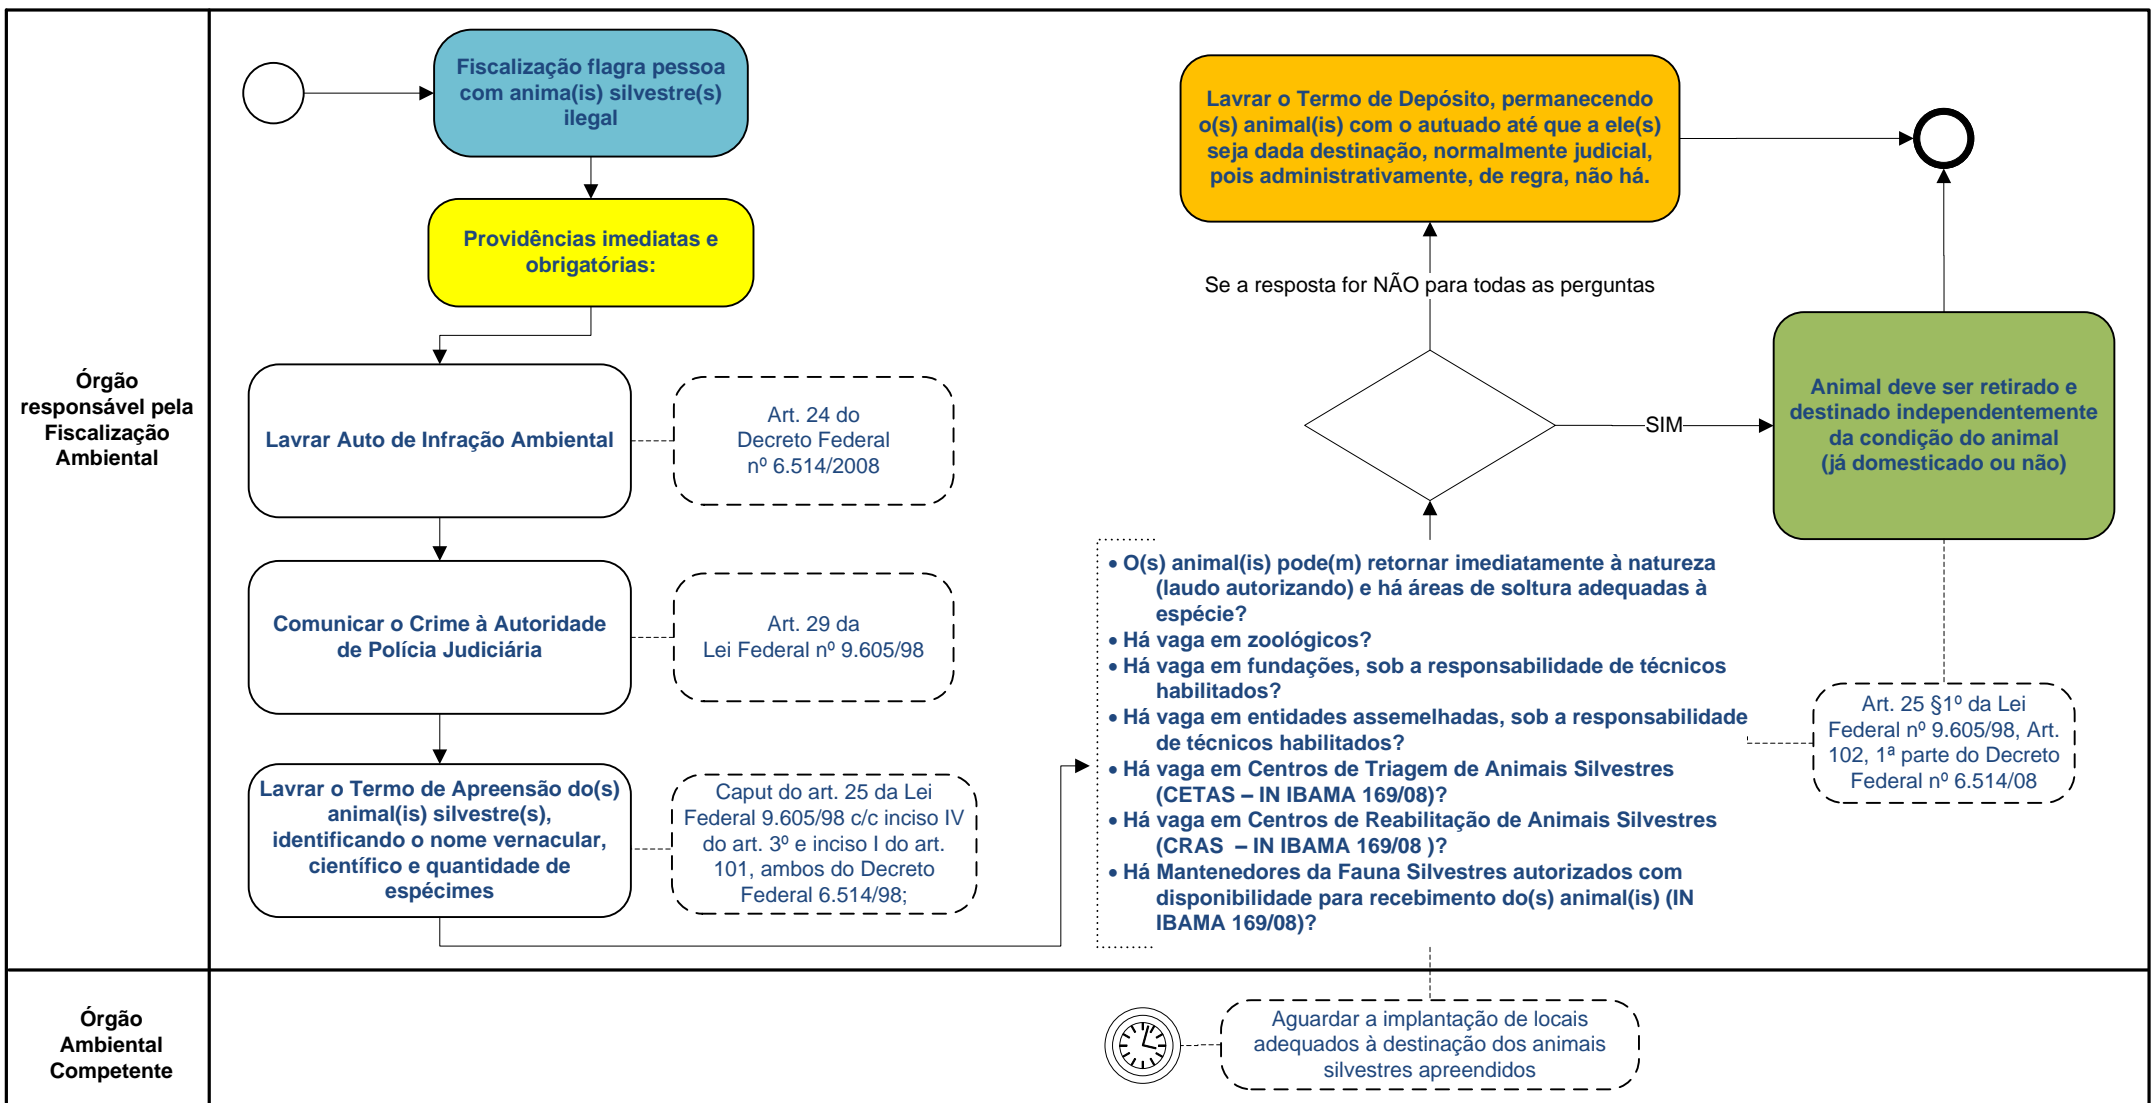 Órgão
responsável pela
Fiscalização
Ambiental
Fiscalização flagra pessoa
com anima(is) silvestre(s)
ilegal
Providências imediatas e
obrigatórias:
Lavrar Auto de Infração Ambiental
Art. 24 do
Decreto Federal
nº 6.514/2008
Comunicar o Crime à Autoridade
de Polícia Judiciária
Art. 29 da
Lei Federal nº 9.605/98
Lavrar o Termo de Apreensão do(s)
animal(is) silvestre(s),
identificando o nome vernacular,
científico e quantidade de
espécimes
Caput do art. 25 da Lei
Federal 9.605/98 c/c inciso IV
do art. 3º e inciso I do art.
101, ambos do Decreto
Federal 6.514/98;
Lavrar o Termo de Depósito, permanecendo
o(s) animal(is) com o autuado até que a ele(s)
seja dada destinação, normalmente judicial,
pois administrativamente, de regra, não há.
Se a resposta for NÃO para todas as perguntas
SIM
Animal deve ser retirado e
destinado independentemente
da condição do animal
(já domesticado ou não)
• O(s) animal(is) pode(m) retornar imediatamente à natureza
(laudo autorizando) e há áreas de soltura adequadas à
espécie?
• Há vaga em zoológicos?
• Há vaga em fundações, sob a responsabilidade de técnicos
habilitados?
• Há vaga em entidades assemelhadas, sob a responsabilidade
de técnicos habilitados?
• Há vaga em Centros de Triagem de Animais Silvestres
(CETAS – IN IBAMA 169/08)?
• Há vaga em Centros de Reabilitação de Animais Silvestres
(CRAS – IN IBAMA 169/08 )?
• Há Mantenedores da Fauna Silvestres autorizados com
disponibilidade para recebimento do(s) animal(is) (IN
IBAMA 169/08)?
Art. 25 §1º da Lei
Federal nº 9.605/98, Art.
102, 1ª parte do Decreto
Federal nº 6.514/08
Órgão
Ambiental
Competente
Aguardar a implantação de locais
adequados à destinação dos animais
silvestres apreendidos